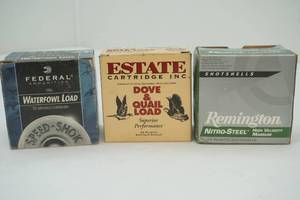 FEDERAL
AMMUNITION
WATERFOWL LOAD
SPEED-SHOK
ESTATE
CARTRIDGE INC
DOVE
&
QUAIL
LOAD
Superior
Performance
SHOTSHELLS
Remington
NITRO-STEEL HIGH VELOCITY
MAGNUM